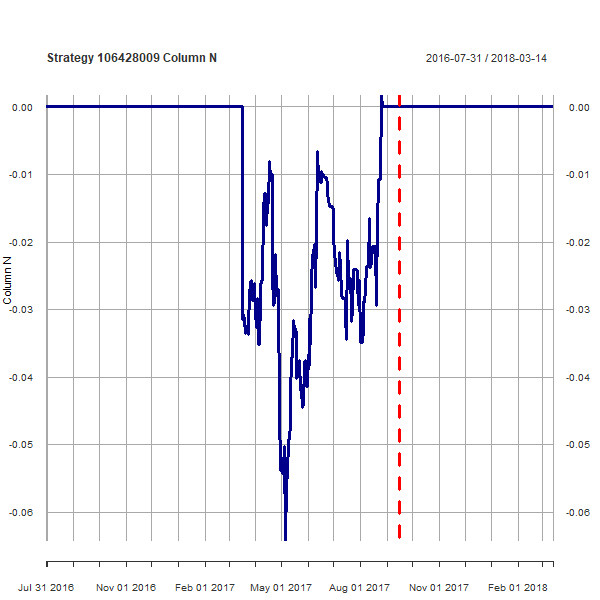 Strategy 106428009 Column N
2016-07-31 / 2018-03-14
0.00 0.00
-0.01 -0.01
-0.02 -0.02
Column N
-0.03 -0.03
-0.04 -0.04
-0.05 -0.05
-0.06 -0.06
Jul 31 2016 Nov 01 2016 Feb 01 2017 May 01 2017 Aug 01 2017 Nov 01 2017 Feb 01 2018